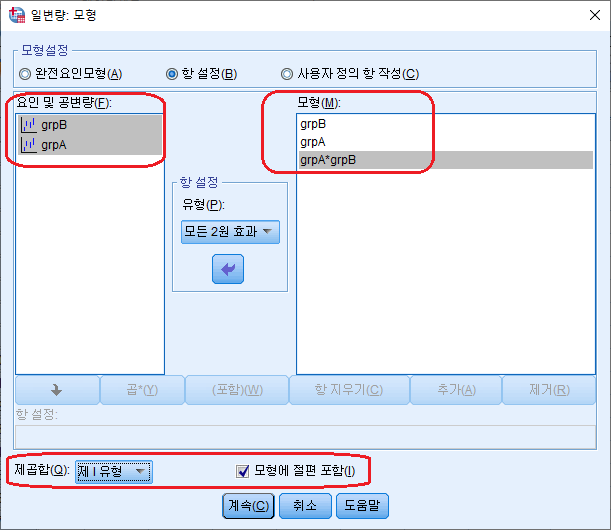 일변량: 모형
모형설정
완전요인모형(A) 항 설정(B) 사용자 정의 항 작성(C)
요인 및 공변량(F):
grpB
grpA
항 설정
유형(P):
모든 2원 효과
모형(M):
grpB
grpA
grpA*grpB
곱*(Y) (포함)(W) 항 지우기(C) 추가(A) 제거(R)
항 설정:
제곱합(Q): 제 I 유형 모형에 절편 포함(I)
계속(C) 취소 도움말